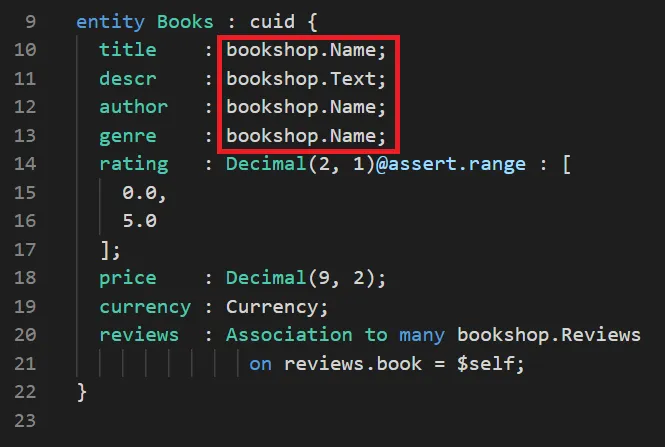 9 entity Books : cuid {
10 title : bookshop.Name;
11 descr : bookshop.Text;
12 author : bookshop.Name;
13 genre : bookshop.Name;
14 rating : Decimal(2, 1)@assert.range : [
15 0.0,
16 5.0
17 ];
18 price : Decimal(9, 2);
19 currency : Currency;
20 reviews : Association to many bookshop.Reviews
21 on reviews.book = $self;
22 }
23